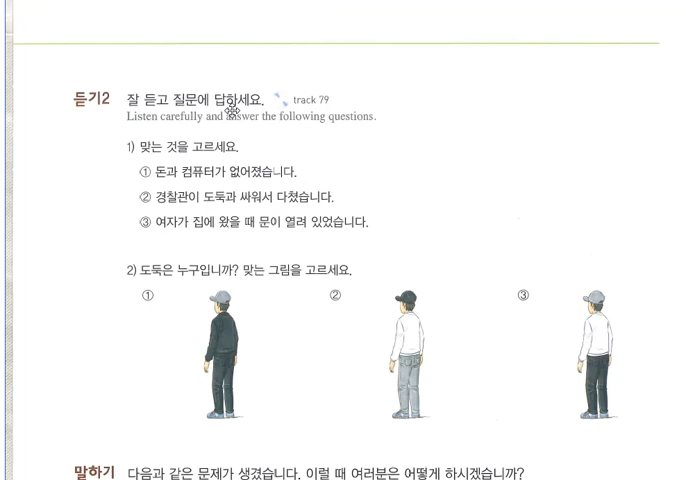 듣기2 잘 듣고 질문에 답하세요. track 79
Listen carefully and answer the following questions.
1) 맞는 것을 고르세요.
① 돈과 컴퓨터가 없어졌습니다.
② 경찰관이 도둑과 싸워서 다쳤습니다.
③ 여자가 집에 왔을 때 문이 열려 있었습니다.
2) 도둑은 누구입니까? 맞는 그림을 고르세요.
① ② ③
말하기 다음과 같은 문제가 생겼습니다. 이럴 때 여러분은 어떻게 하시겠습니까?